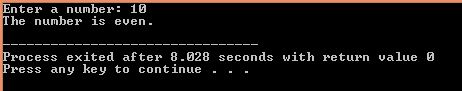 Enter a number: 10
The number is even.
--------------------------------
Process exited after 8.028 seconds with return value 0
Press any key to continue . . .